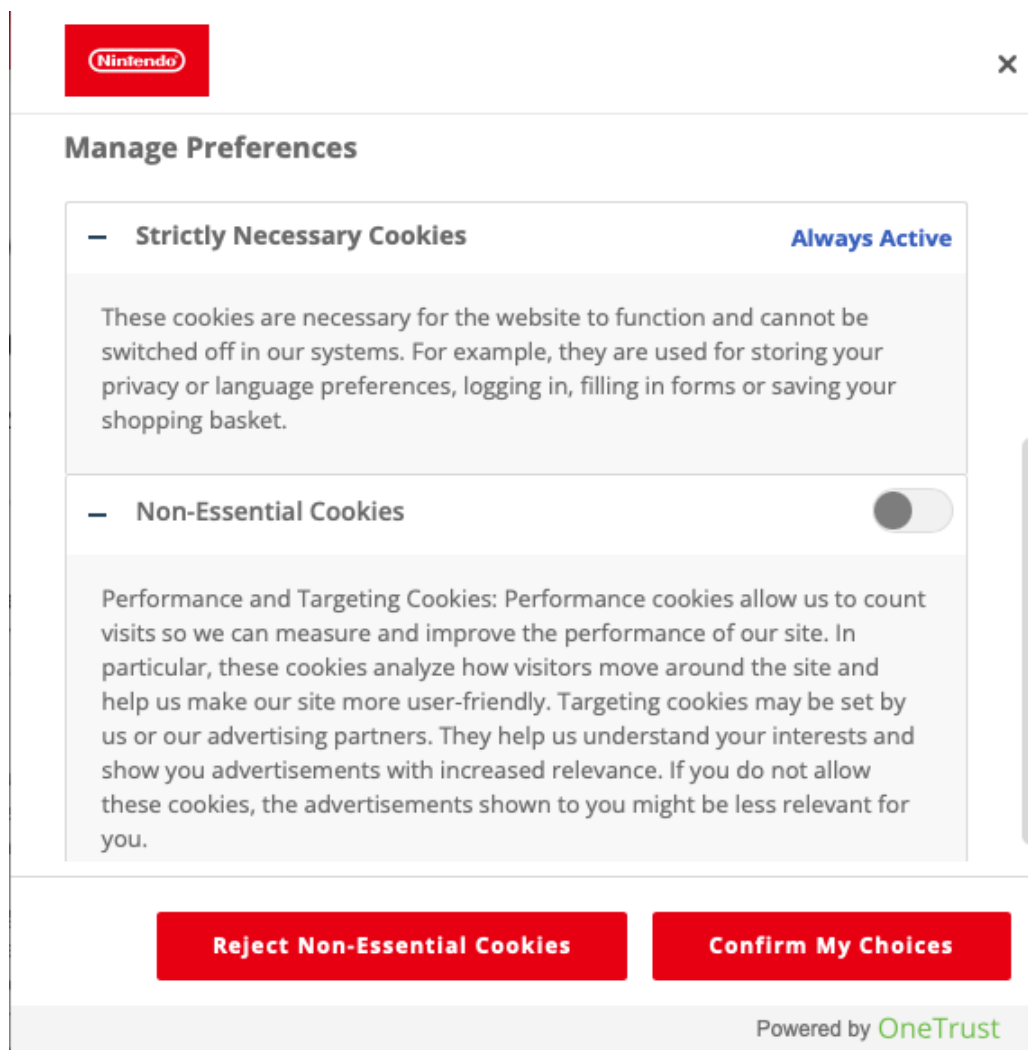 Nintendo
×
Manage Preferences
– Strictly Necessary Cookies
Always Active
These cookies are necessary for the website to function and cannot be
switched off in our systems. For example, they are used for storing your
privacy or language preferences, logging in, filling in forms or saving your
shopping basket.
– Non-Essential Cookies
Performance and Targeting Cookies: Performance cookies allow us to count
visits so we can measure and improve the performance of our site. In
particular, these cookies analyze how visitors move around the site and
help us make our site more user-friendly. Targeting cookies may be set by
us or our advertising partners. They help us understand your interests and
show you advertisements with increased relevance. If you do not allow
these cookies, the advertisements shown to you might be less relevant for
you.
Reject Non-Essential Cookies
Confirm My Choices
Powered by OneTrust